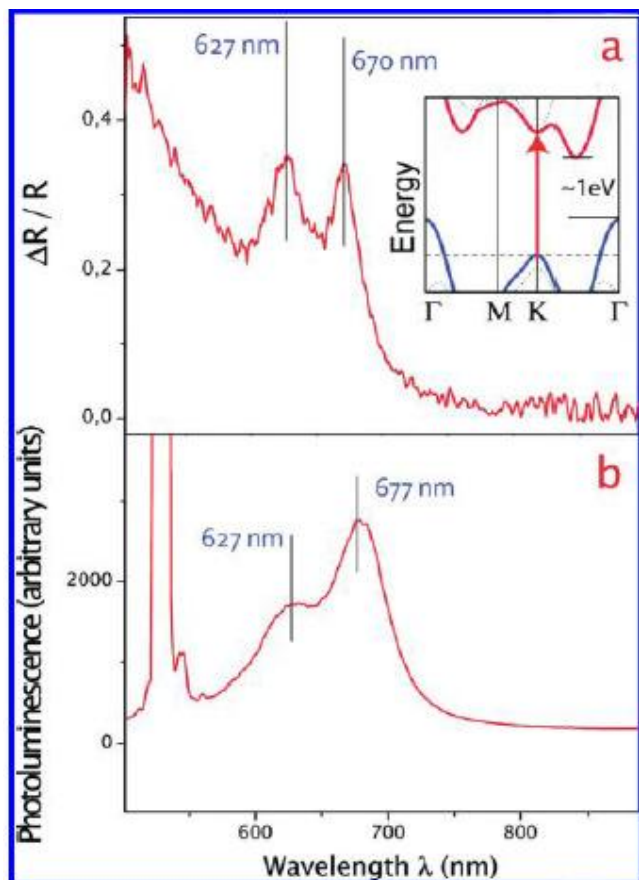 627 nm
670 nm
a
0,4
ΔR / R
0,2
0,0
Energy
~1eV
Γ M K Γ
b
677 nm
627 nm
Photoluminescence (arbitrary units)
2000
0
600 700 800
Wavelength λ (nm)